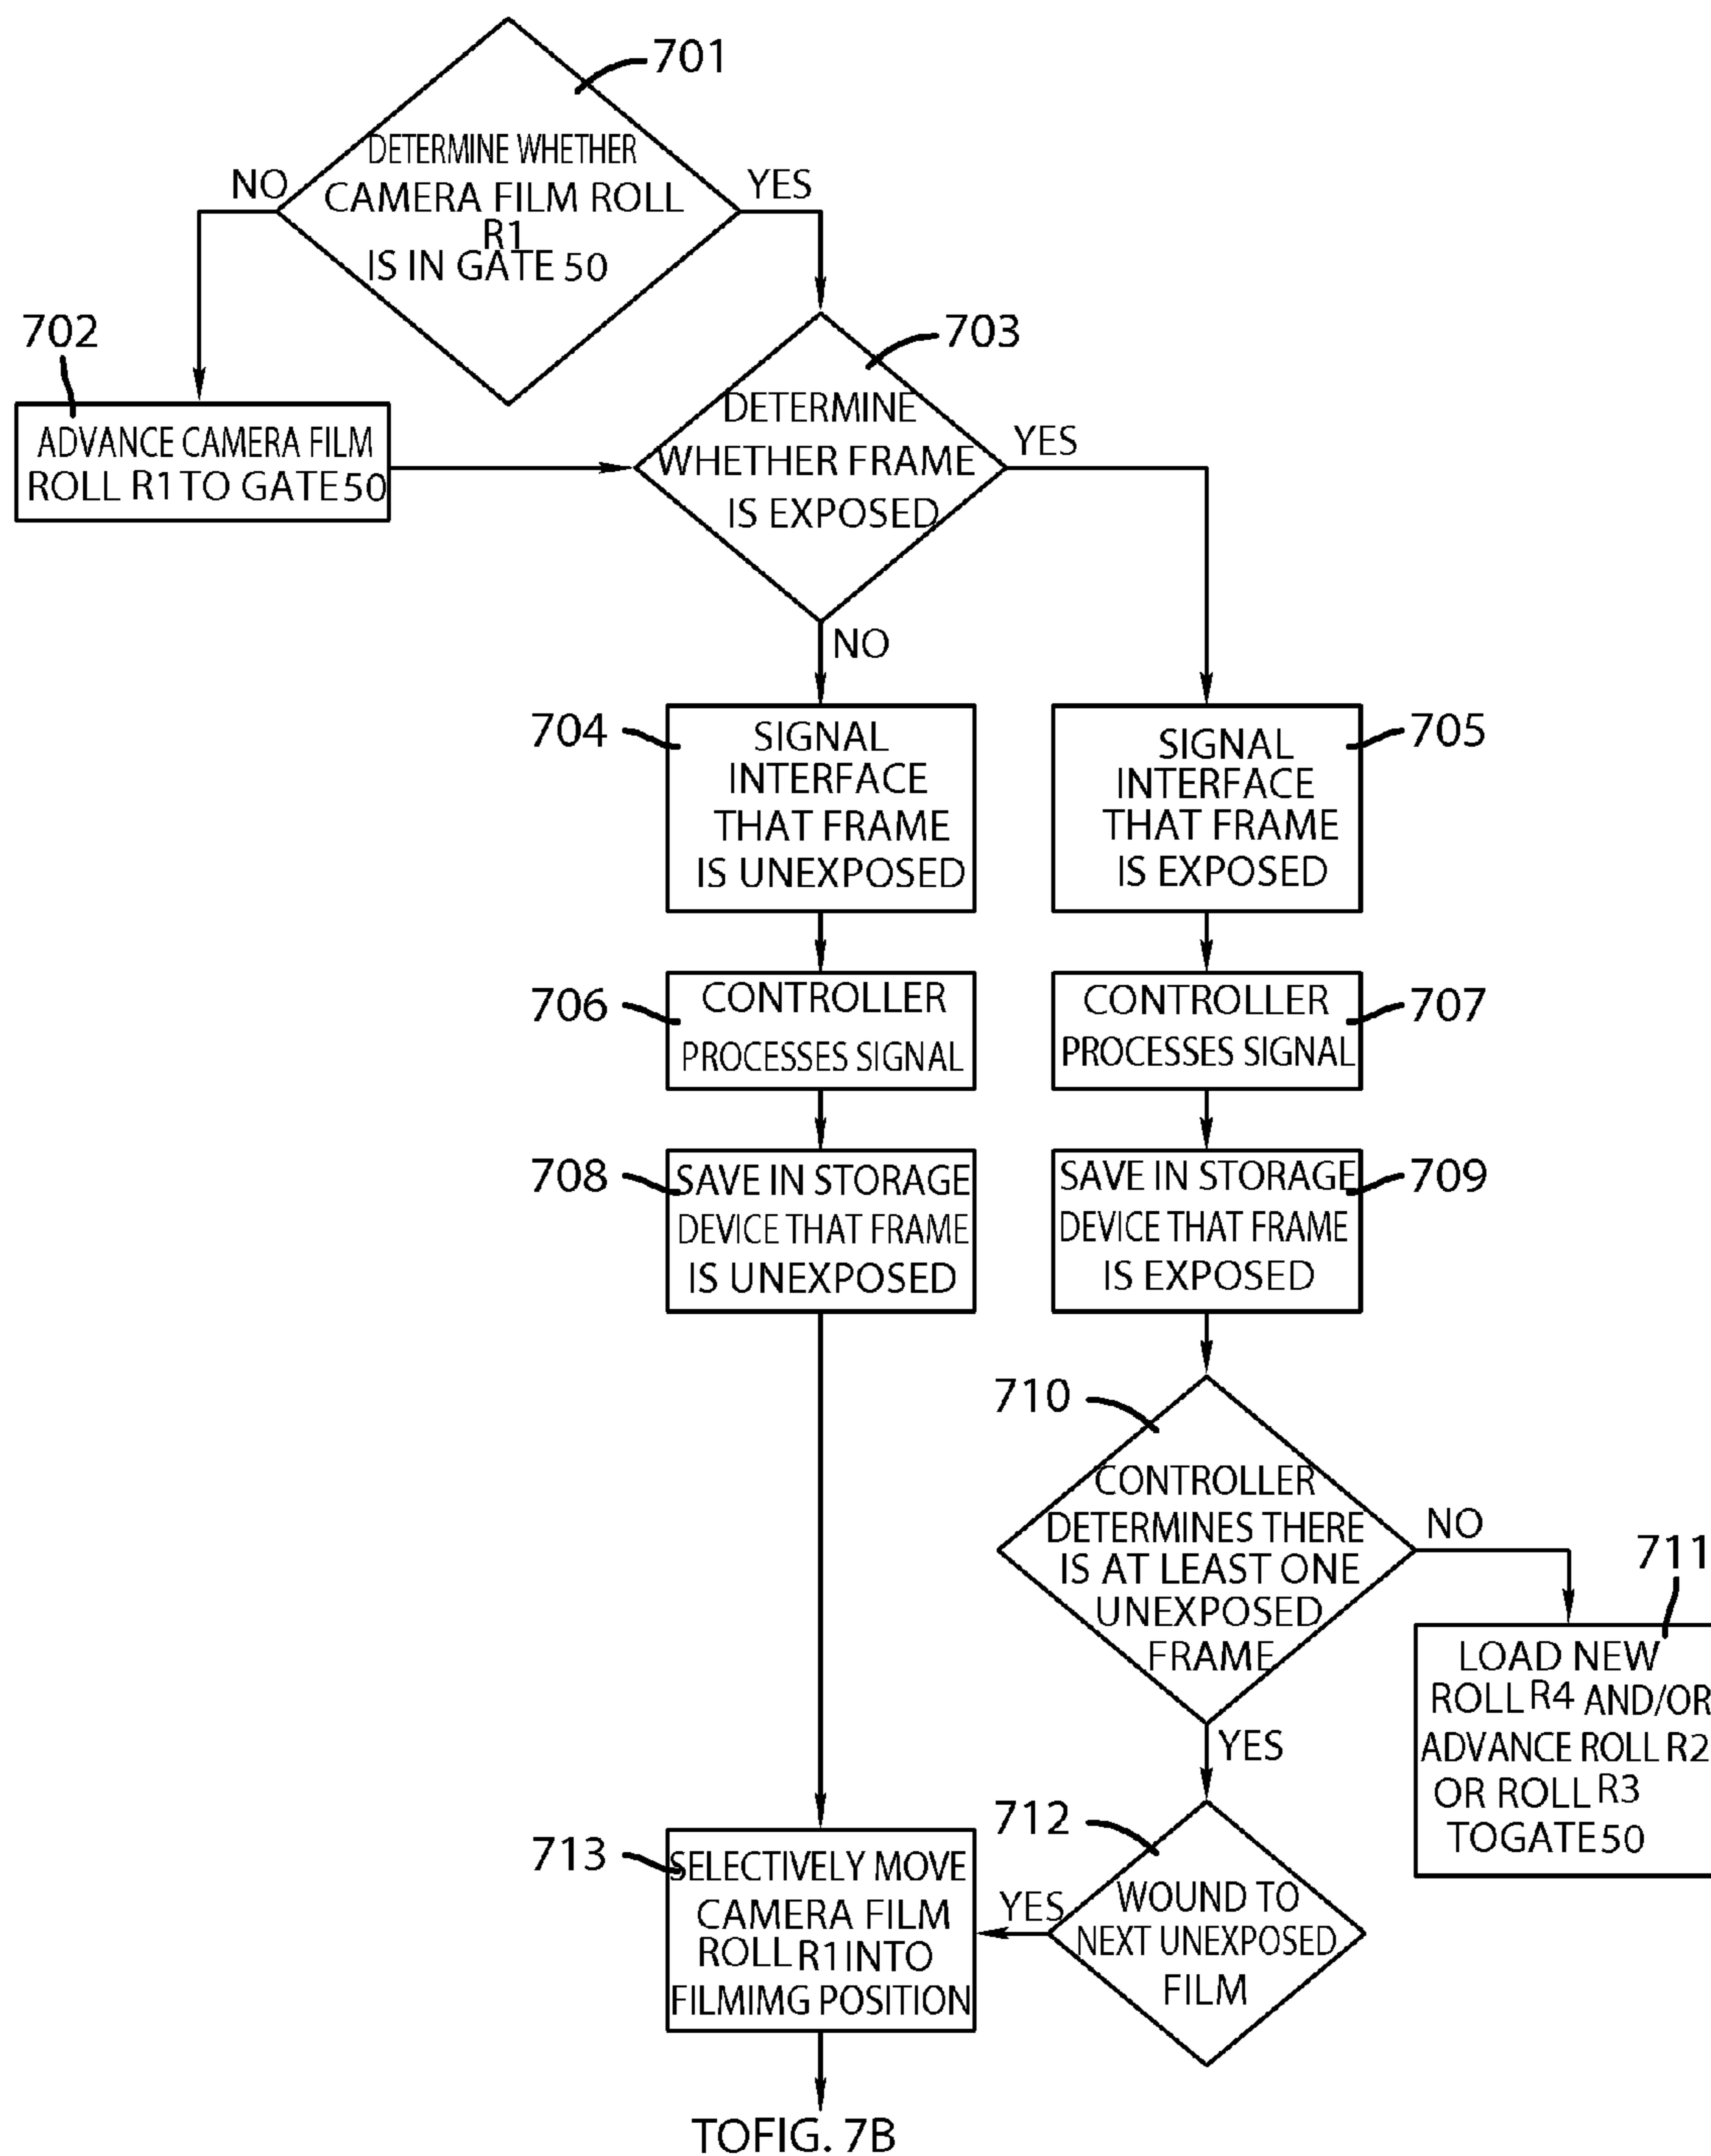 701
DETERMINE WHETHER
CAMERA FILM ROLL
R1
IS IN GATE 50
NO
YES
702
ADVANCE CAMERA FILM
ROLL R1 TO GATE 50
703
DETERMINE
WHETHER FRAME
IS EXPOSED
YES
NO
704
SIGNAL
INTERFACE
THAT FRAME
IS UNEXPOSED
705
SIGNAL
INTERFACE
THAT FRAME
IS EXPOSED
706
CONTROLLER
PROCESSES SIGNAL
707
CONTROLLER
PROCESSES SIGNAL
708
SAVE IN STORAGE
DEVICE THAT FRAME
IS UNEXPOSED
709
SAVE IN STORAGE
DEVICE THAT FRAME
IS EXPOSED
710
CONTROLLER
DETERMINES THERE
IS AT LEAST ONE
UNEXPOSED
FRAME
NO
YES
711
LOAD NEW
ROLL R4 AND/OR
ADVANCE ROLL R2
OR ROLL R3
TOGATE 50
712
WOUND TO
NEXT UNEXPOSED
FILM
YES
713
SELECTIVELY MOVE
CAMERA FILM
ROLL R1 INTO
FILMIMG POSITION
TOFIG. 7B